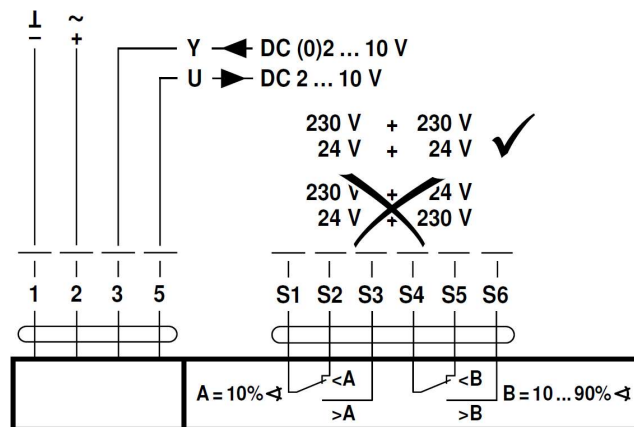 ⊥ ~
− +
Y ◄ DC (0)2 ... 10 V
U ► DC 2 ... 10 V
230 V + 230 V
24 V + 24 V ✓
230 V + 24 V
24 V + 230 V
1 2 3 5 S1 S2 S3 S4 S5 S6
A = 10% ∢ <A <B B = 10 ... 90% ∢
>A >B